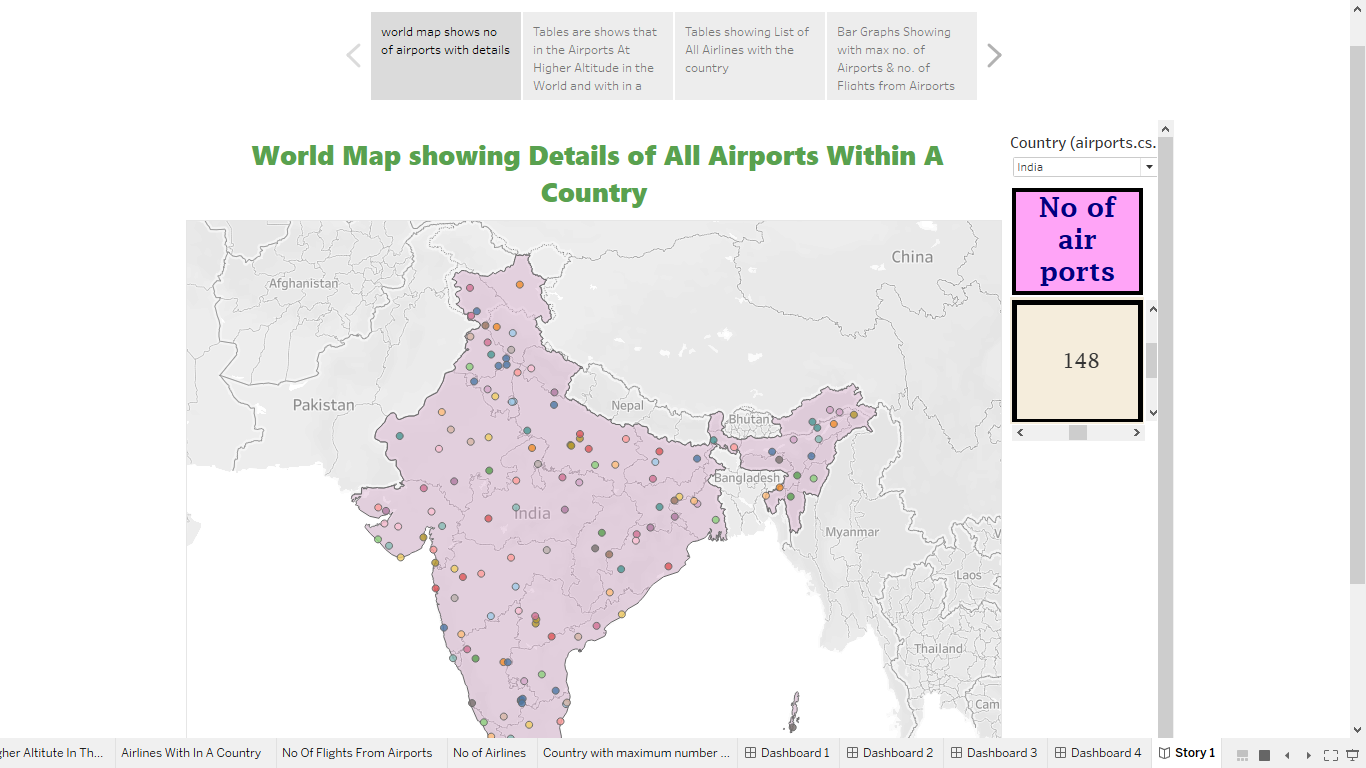 world map shows no
of airports with details
Tables are shows that
in the Airports At
Higher Altitude in the
World and with in a
Tables showing List of
All Airlines with the
country
Bar Graphs Showing
with max no. of
Airports & no. of
Flights from Airports
World Map showing Details of All Airports Within A
Country
Country (airports.cs.
India
No of
air
ports
148
China
Afghanistan
Pakistan
Nepal
Bhutan
Bangladesh
India
Myanmar
Laos
V
Thailand
Cam
gher Altitute In Th...
Airlines With In A Country
No Of Flights From Airports
No of Airlines
Country with maximum number ...
Dashboard 1
Dashboard 2
Dashboard 3
Dashboard 4
Story 1